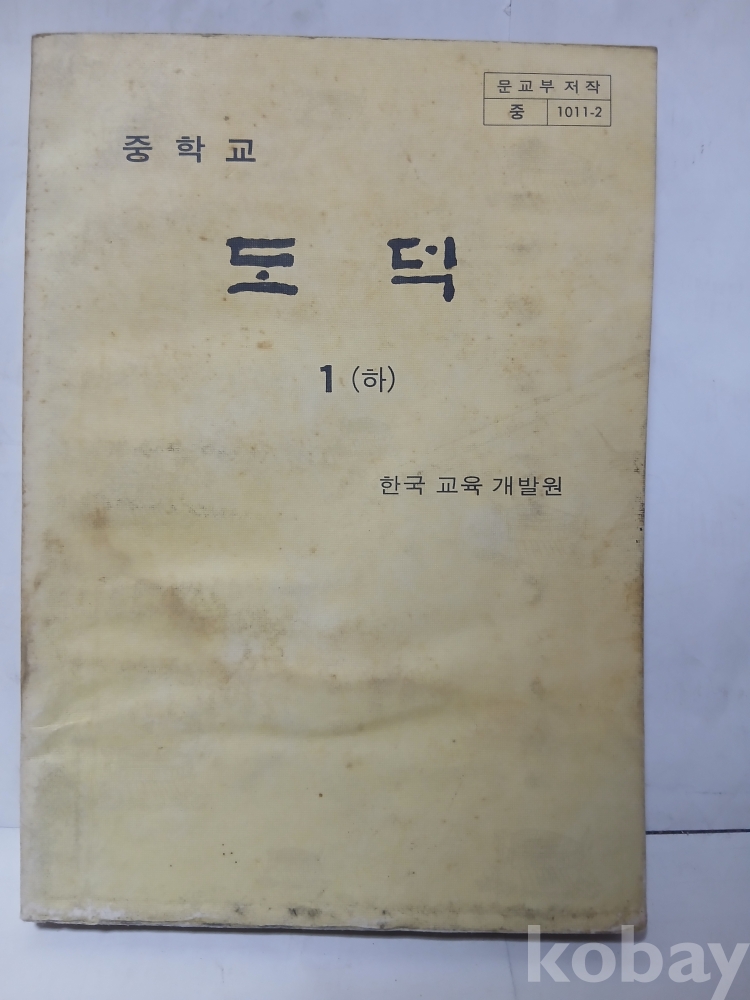 문교부 저작
중 1011-2
중학교
도덕
1 (하)
한국 교육 개발원
kobay